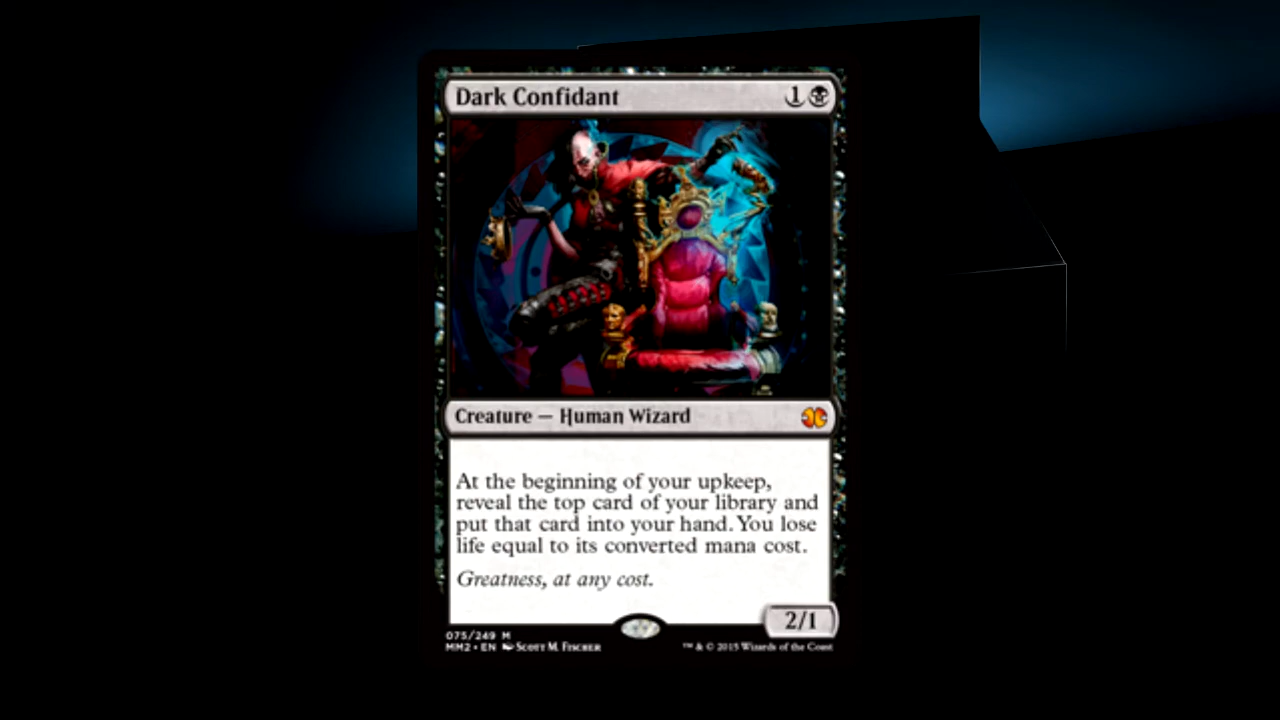 Dark Confidant 1
Creature — Human Wizard
At the beginning of your upkeep,
reveal the top card of your library and
put that card into your hand. You lose
life equal to its converted mana cost.
Greatness, at any cost.
2/1
075/249 M
MM2 • EN Scott M. Fischer
™ & © 2015 Wizards of the Coast